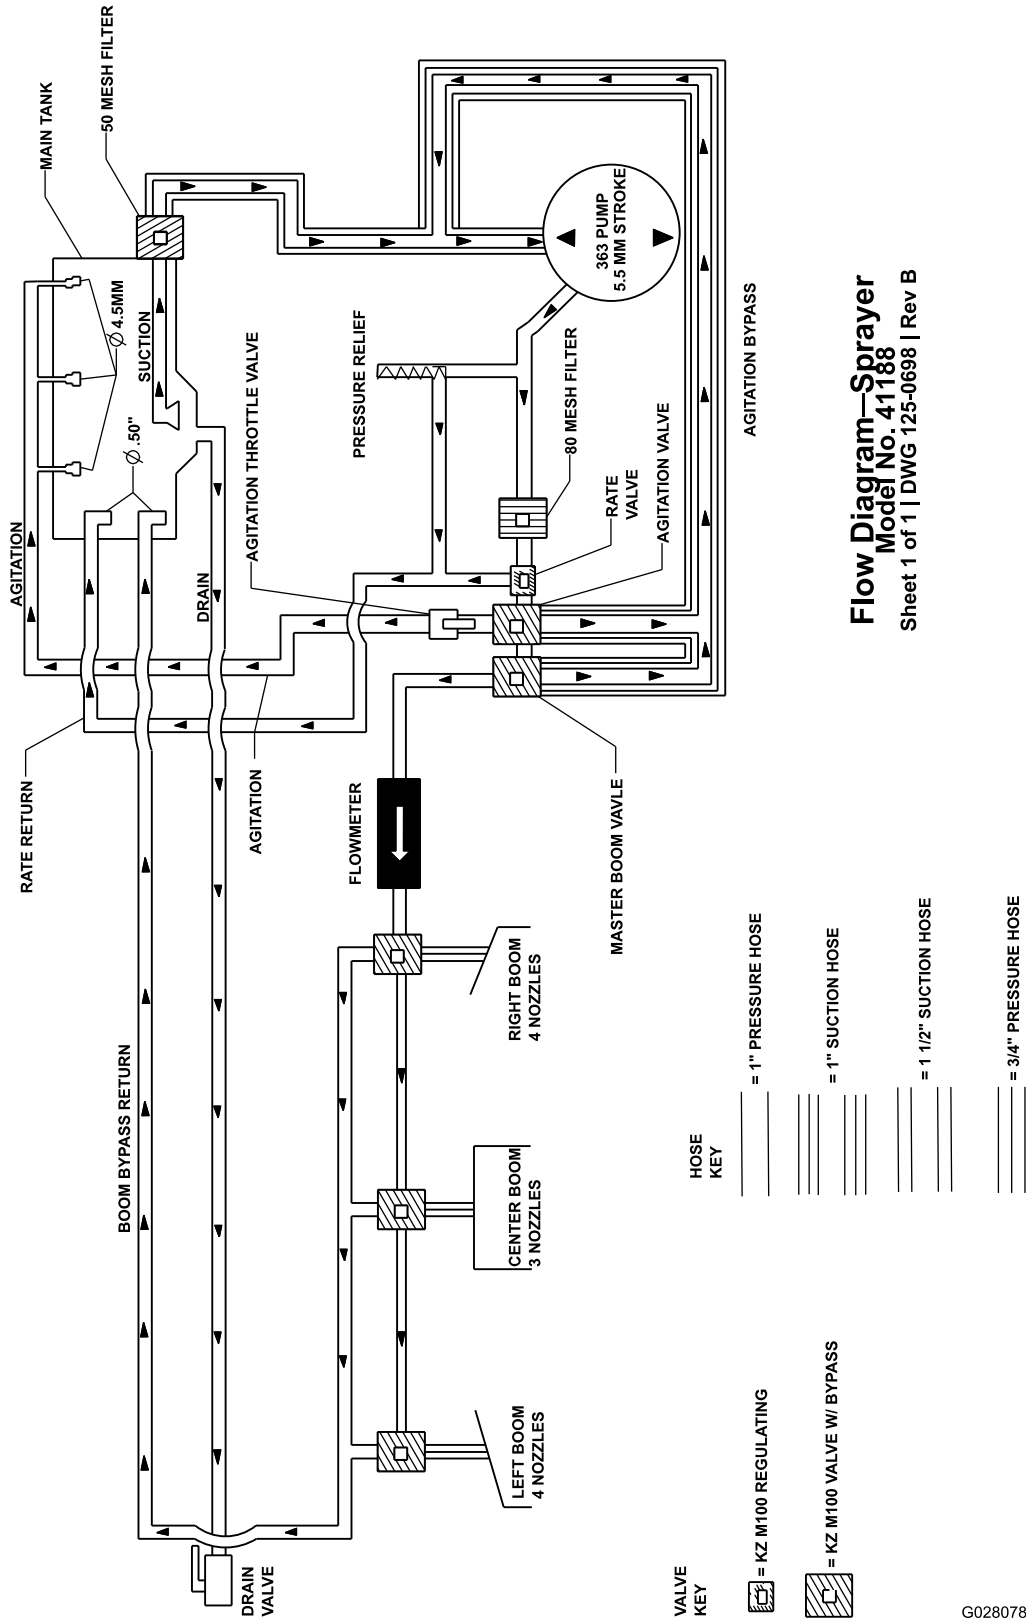 50 MESH FILTER
MAIN TANK
Ø 4.5MM
SUCTION
Ø .50"
AGITATION
DRAIN
AGITATION THROTTLE VALVE
PRESSURE RELIEF
363 PUMP
5.5 MM STROKE
80 MESH FILTER
RATE
VALVE
AGITATION VALVE
AGITATION BYPASS
RATE RETURN
AGITATION
FLOWMETER
MASTER BOOM VAVLE
BOOM BYPASS RETURN
RIGHT BOOM
4 NOZZLES
CENTER BOOM
3 NOZZLES
LEFT BOOM
4 NOZZLES
DRAIN
VALVE
HOSE
KEY
= 1" PRESSURE HOSE
= 1" SUCTION HOSE
= 1 1/2" SUCTION HOSE
= 3/4" PRESSURE HOSE
VALVE
KEY
= KZ M100 REGULATING
= KZ M100 VALVE W/ BYPASS
Flow Diagram—Sprayer
Model No. 41188
Sheet 1 of 1 | DWG 125-0698 | Rev B
G028078